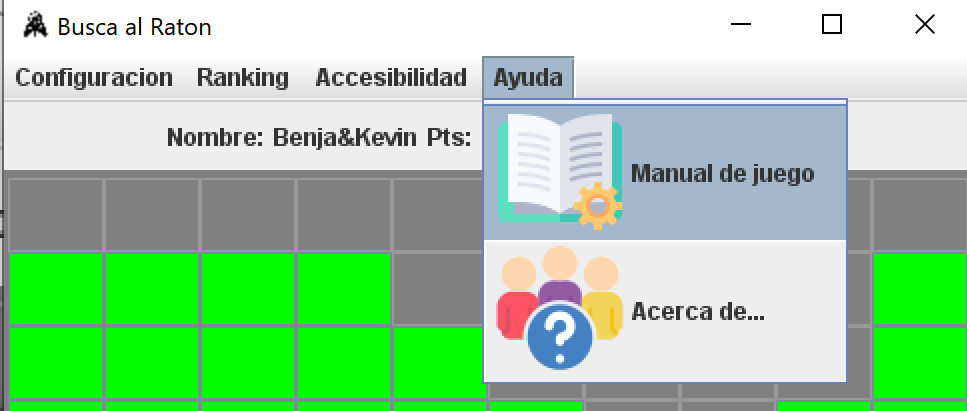 Busca al Raton
Configuracion Ranking Accesibilidad Ayuda
Nombre: Benja&Kevin Pts:
Manual de juego
Acerca de...